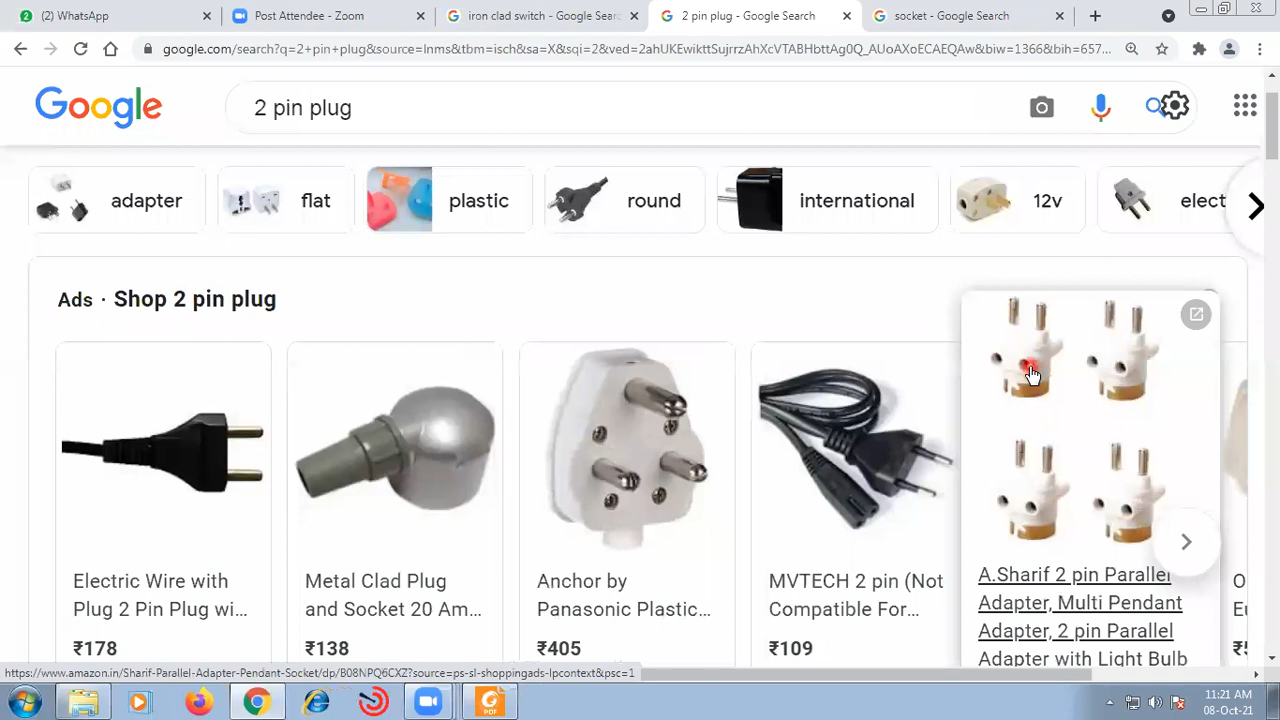 (2) WhatsApp
Post Attendee - Zoom
iron clad switch - Google Sear
2 pin plug - Google Search
socket - Google Search
google.com/search?q=2+pin+plug&source=lnms&tbm=isch&sa=X&sqi=2&ved=2ahUKEwikttSujrrzAhXcVTABHbttAg0Q_AUoAXoECAEQAw&biw=1366&bih=657...
Google
2 pin plug
adapter
flat
plastic
round
international
12v
elect
Ads · Shop 2 pin plug
Electric Wire with
Plug 2 Pin Plug wi...
₹178
Metal Clad Plug
and Socket 20 Am...
₹138
Anchor by
Panasonic Plastic...
₹405
MVTECH 2 pin (Not
Compatible For...
₹109
A.Sharif 2 pin Parallel
Adapter, Multi Pendant
Adapter, 2 pin Parallel
Adapter with Light Bulb
https://www.amazon.in/Sharif-Parallel-Adapter-Pendant-Socket/dp/B08NPQ6CXZ?source=ps-sl-shoppingads-lpcontext&psc=1
PDF
11:21 AM
08-Oct-21